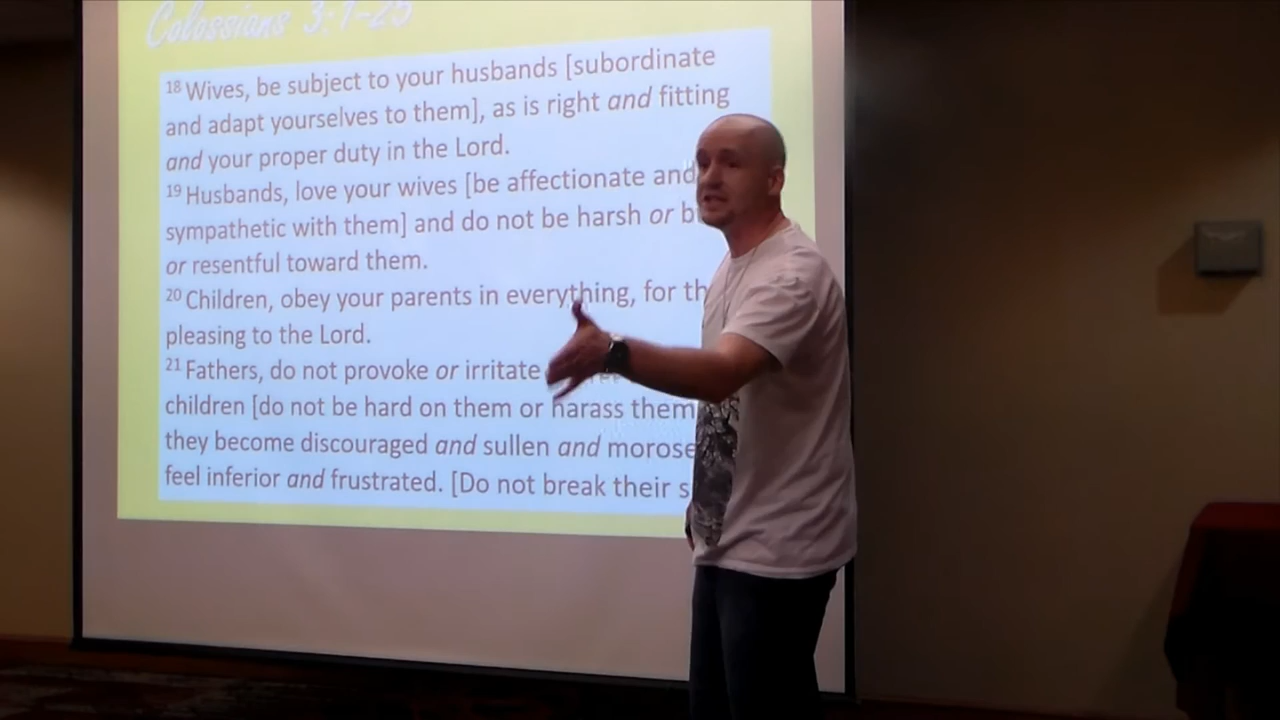 Colossians 3:1-25
18 Wives, be subject to your husbands [subordinate
and adapt yourselves to them], as is right and fitting
and your proper duty in the Lord.
19 Husbands, love your wives [be affectionate and
sympathetic with them] and do not be harsh or
or resentful toward them.
20 Children, obey your parents in everything, for
pleasing to the Lord.
21 Fathers, do not provoke or irritate
children [do not be hard on them or harass them
they become discouraged and sullen and morose
feel inferior and frustrated. [Do not break their